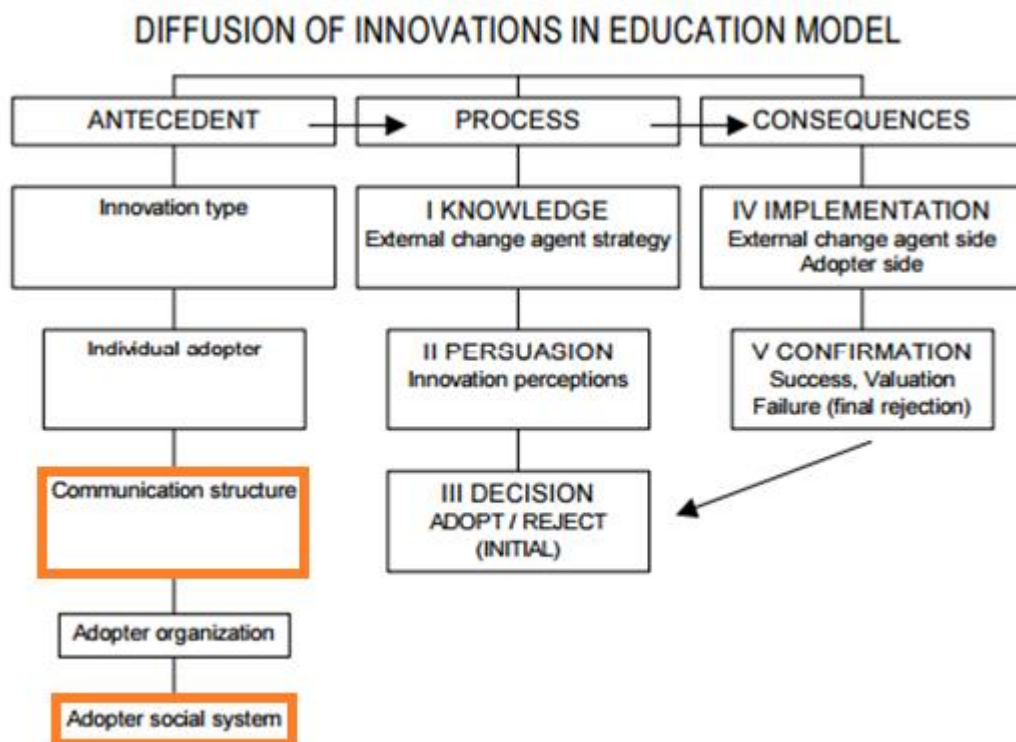 DIFFUSION OF INNOVATIONS IN EDUCATION MODEL
ANTECEDENT
Innovation type
Individual adopter
Communication structure
Adopter organization
Adopter social system
PROCESS
I KNOWLEDGE
External change agent strategy
II PERSUASION
Innovation perceptions
III DECISION
ADOPT / REJECT
(INITIAL)
CONSEQUENCES
IV IMPLEMENTATION
External change agent side
Adopter side
V CONFIRMATION
Success, Valuation
Failure (final rejection)